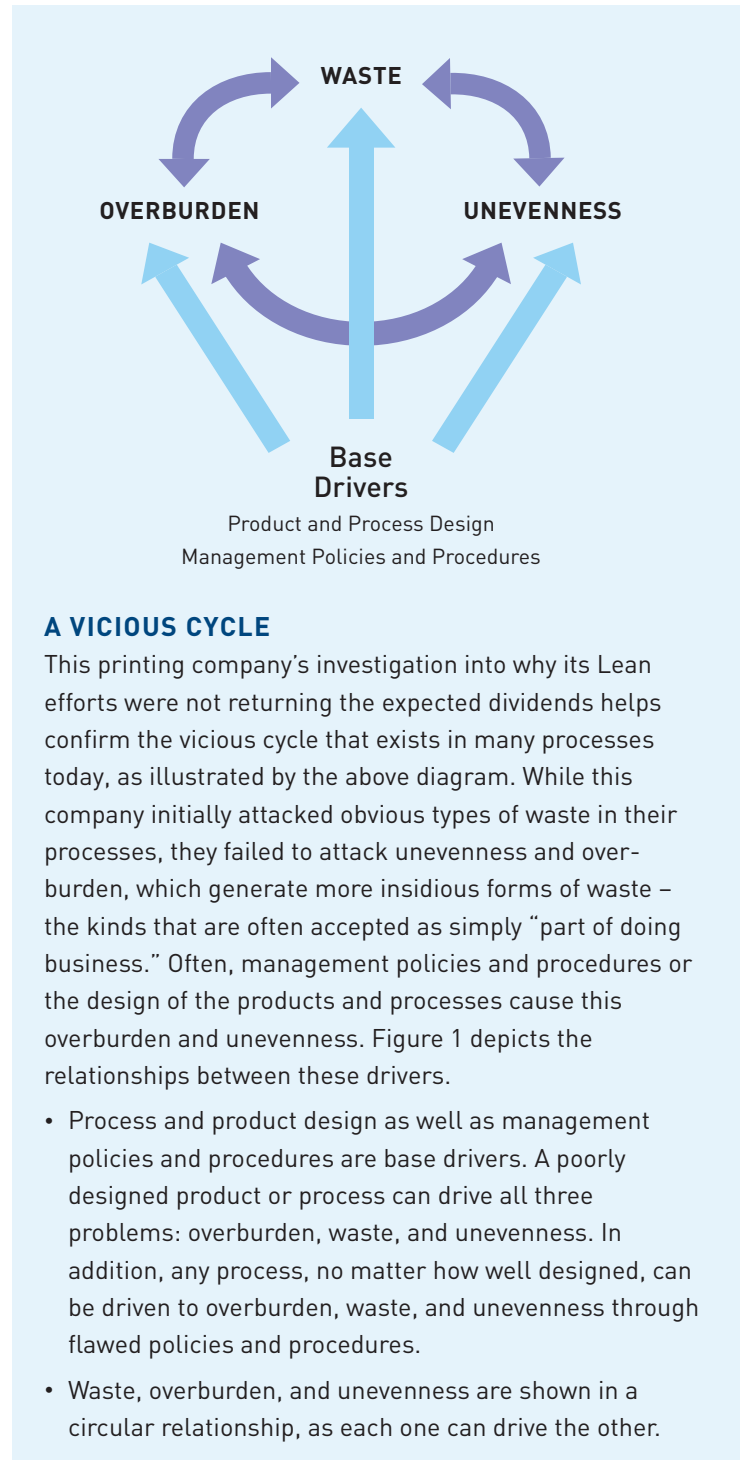 WASTE
OVERBURDEN
UNEVENNESS
Base
Drivers
Product and Process Design
Management Policies and Procedures
A VICIOUS CYCLE
This printing company’s investigation into why its Lean
efforts were not returning the expected dividends helps
confirm the vicious cycle that exists in many processes
today, as illustrated by the above diagram. While this
company initially attacked obvious types of waste in their
processes, they failed to attack unevenness and over-
burden, which generate more insidious forms of waste –
the kinds that are often accepted as simply “part of doing
business.” Often, management policies and procedures or
the design of the products and processes cause this
overburden and unevenness. Figure 1 depicts the
relationships between these drivers.
• Process and product design as well as management
policies and procedures are base drivers. A poorly
designed product or process can drive all three
problems: overburden, waste, and unevenness. In
addition, any process, no matter how well designed, can
be driven to overburden, waste, and unevenness through
flawed policies and procedures.
• Waste, overburden, and unevenness are shown in a
circular relationship, as each one can drive the other.